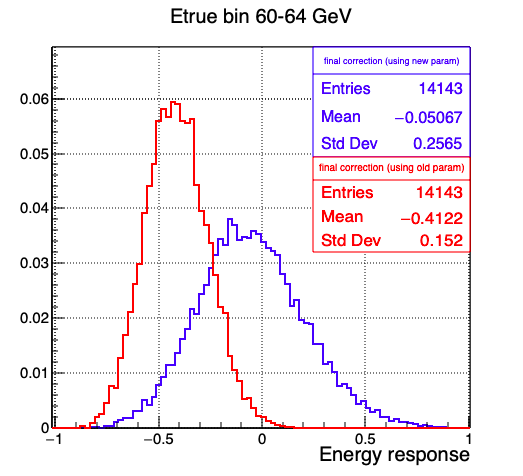 Etrue bin 60-64 GeV
final correction (using new param)
Entries 14143
Mean −0.05067
Std Dev 0.2565
final correction (using old param)
Entries 14143
Mean −0.4122
Std Dev 0.152
0.06
0.05
0.04
0.03
0.02
0.01
0
−1 −0.5 0 0.5 1
Energy response